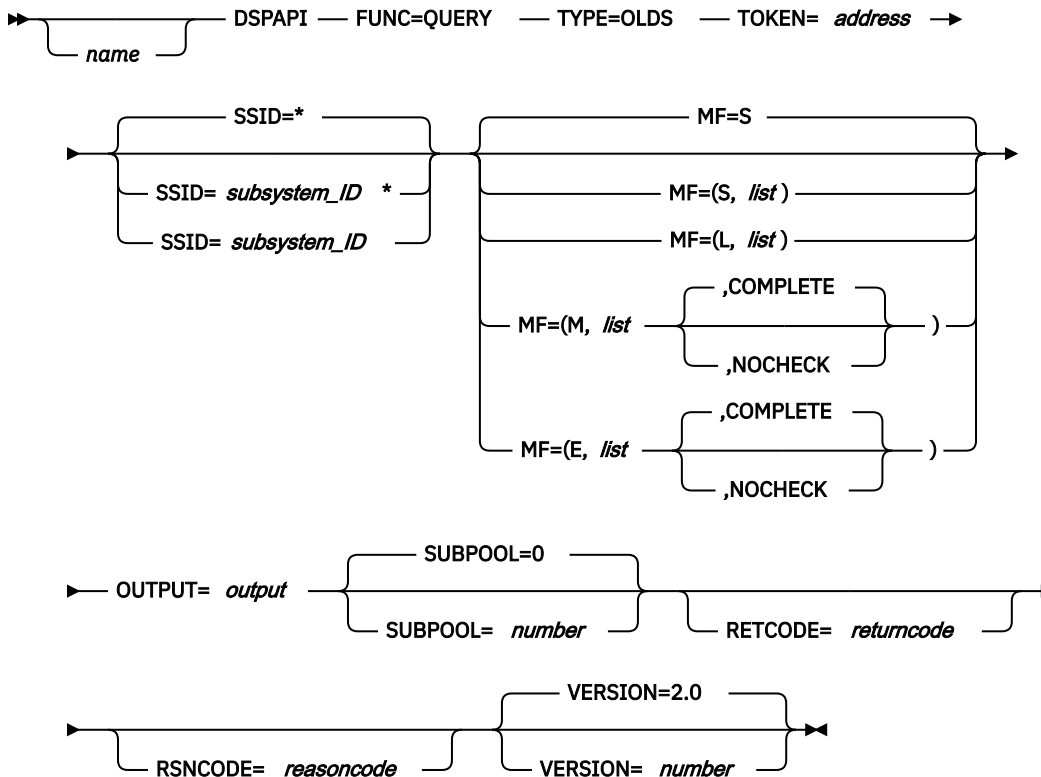 DSPAPI FUNC=QUERY TYPE=OLDS TOKEN= address
name
SSID=*
SSID= subsystem_ID *
SSID= subsystem_ID
MF=S
MF=(S, list )
MF=(L, list )
,COMPLETE
MF=(M, list )
,NOCHECK
,COMPLETE
MF=(E, list )
,NOCHECK
SUBPOOL=0
OUTPUT= output
SUBPOOL= number
RETCODE= returncode
VERSION=2.0
RSNCODE= reasoncode
VERSION= number